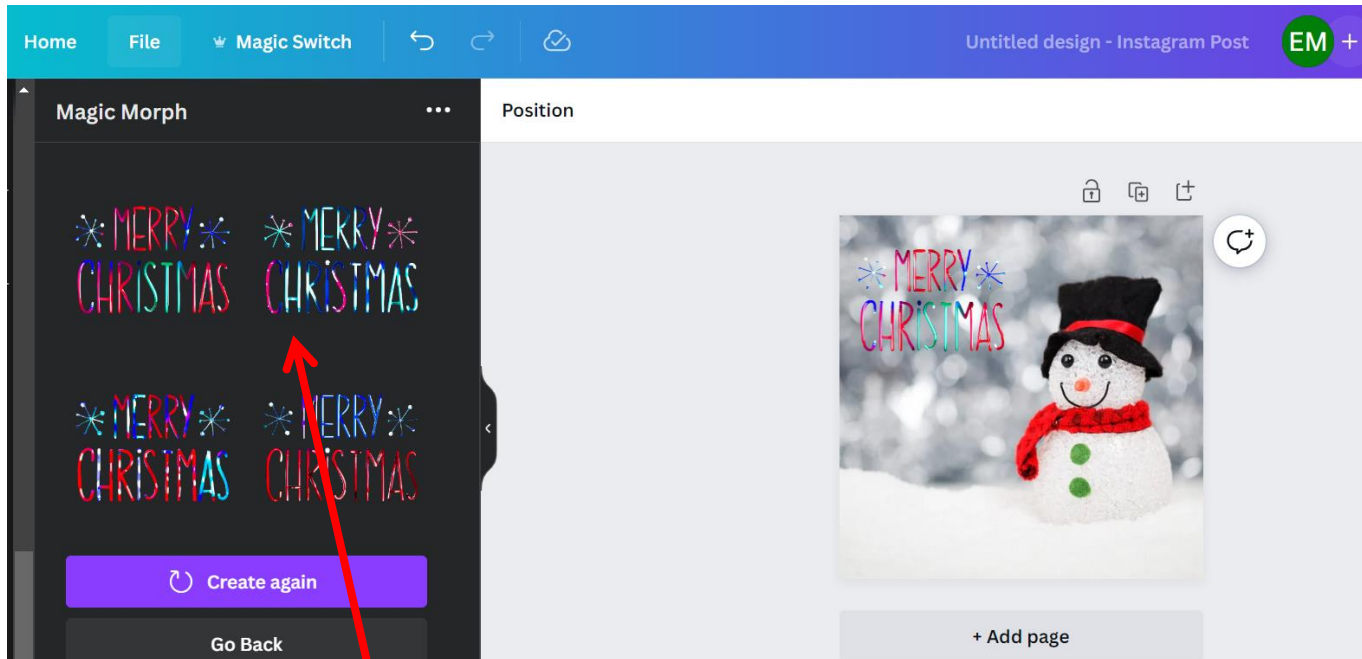 Home File Magic Switch Untitled design - Instagram Post EM +
Magic Morph ••• Position
MERRY MERRY
CHRISTMAS CHRISTMAS
MERRY
CHRISTMAS
MERRY MERRY
CHRISTMAS CHRISTMAS
Create again
Go Back
+ Add page